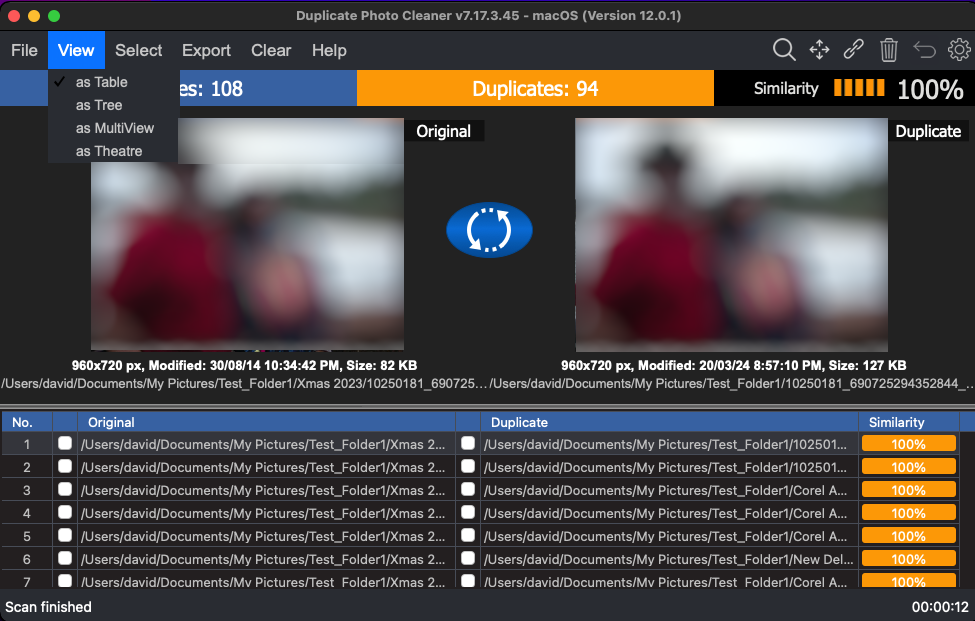 Duplicate Photo Cleaner v7.17.3.45 - macOS (Version 12.0.1)
File View Select Export Clear Help
as Table
as Tree
as MultiView
as Theatre
es: 108
Duplicates: 94
Similarity 100%
Original
Duplicate
960x720 px, Modified: 30/08/14 10:34:42 PM, Size: 82 KB
960x720 px, Modified: 20/03/24 8:57:10 PM, Size: 127 KB
/Users/david/Documents/My Pictures/Test_Folder1/Xmas 2023/10250181_690725...
/Users/david/Documents/My Pictures/Test_Folder1/10250181_690725294352844_...
No. Original Duplicate Similarity
1 /Users/david/Documents/My Pictures/Test_Folder1/Xmas 2... /Users/david/Documents/My Pictures/Test_Folder1/102501... 100%
2 /Users/david/Documents/My Pictures/Test_Folder1/Xmas 2... /Users/david/Documents/My Pictures/Test_Folder1/102501... 100%
3 /Users/david/Documents/My Pictures/Test_Folder1/Xmas 2... /Users/david/Documents/My Pictures/Test_Folder1/Corel A... 100%
4 /Users/david/Documents/My Pictures/Test_Folder1/Xmas 2... /Users/david/Documents/My Pictures/Test_Folder1/Corel A... 100%
5 /Users/david/Documents/My Pictures/Test_Folder1/Xmas 2... /Users/david/Documents/My Pictures/Test_Folder1/Corel A... 100%
6 /Users/david/Documents/My Pictures/Test_Folder1/Xmas 2... /Users/david/Documents/My Pictures/Test_Folder1/New Del... 100%
7 /Users/david/Documents/My Pictures/Test_Folder1/Xmas 2... /Users/david/Documents/My Pictures/Test_Folder1/Corel A... 100%
Scan finished 00:00:12